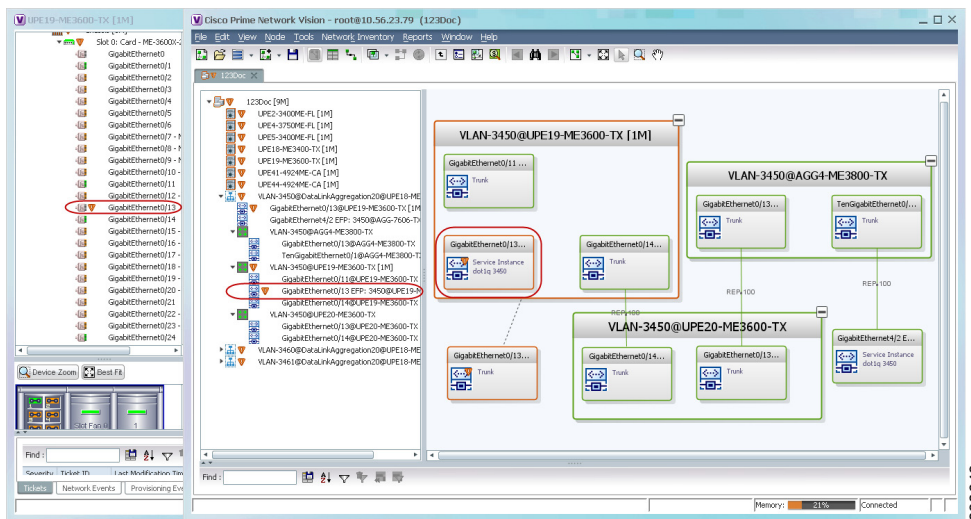 UPE19-ME3600-TX [1M]
Slot 0: Card - ME-3600X-2
GigabitEthernet0
GigabitEthernet0/1
GigabitEthernet0/2
GigabitEthernet0/3
GigabitEthernet0/4
GigabitEthernet0/5
GigabitEthernet0/6
GigabitEthernet0/7 - N
GigabitEthernet0/8 - N
GigabitEthernet0/9 - N
GigabitEthernet0/10 -
GigabitEthernet0/11
GigabitEthernet0/12 -
GigabitEthernet0/13
GigabitEthernet0/14
GigabitEthernet0/15 -
GigabitEthernet0/16 -
GigabitEthernet0/17 -
GigabitEthernet0/18 -
GigabitEthernet0/19 -
GigabitEthernet0/20 -
GigabitEthernet0/21
GigabitEthernet0/22 -
GigabitEthernet0/23 -
GigabitEthernet0/24
Device Zoom Best Fit
Slot Fan 0 1
Find :
Severity Ticket ID Last Modification Tim
Tickets Network Events Provisioning Eve
Cisco Prime Network Vision - root@10.56.23.79 (123Doc)
File Edit View Node Tools Network Inventory Reports Window Help
123Doc
123Doc [9M]
UPE2-3400ME-FL [1M]
UPE4-3750ME-FL [1M]
UPE5-3400ME-FL [1M]
UPE18-ME3400-TX [1M]
UPE19-ME3600-TX [1M]
UPE41-4924ME-CA [1M]
UPE44-4924ME-CA [1M]
VLAN-3450@DataLinkAggregation20@UPE18-ME
GigabitEthernet0/13@UPE19-ME3600-TX [1M
GigabitEthernet4/2 EFP: 3450@AGG-7606-TX
VLAN-3450@AGG4-ME3800-TX
GigabitEthernet0/13@AGG4-ME3800-TX
TenGigabitEthernet0/1@AGG4-ME3800-T
VLAN-3450@UPE19-ME3600-TX [1M]
GigabitEthernet0/11@UPE19-ME3600-TX
GigabitEthernet0/13 EFP: 3450@UPE19-M
GigabitEthernet0/14@UPE19-ME3600-TX
VLAN-3450@UPE20-ME3600-TX
GigabitEthernet0/13@UPE20-ME3600-TX
GigabitEthernet0/14@UPE20-ME3600-TX
VLAN-3460@DataLinkAggregation20@UPE18-ME
VLAN-3461@DataLinkAggregation20@UPE18-ME
VLAN-3450@UPE19-ME3600-TX [1M]
GigabitEthernet0/11 ...
Trunk
GigabitEthernet0/13...
Service Instance
dot1q 3450
GigabitEthernet0/14...
Trunk
VLAN-3450@AGG4-ME3800-TX
GigabitEthernet0/13...
Trunk
TenGigabitEthernet0/...
Trunk
REP:100
REP:100
REP:100
VLAN-3450@UPE20-ME3600-TX
GigabitEthernet0/13...
Trunk
GigabitEthernet0/14...
Trunk
GigabitEthernet0/13...
Trunk
GigabitEthernet4/2 E...
Service Instance
dot1q 3450
Find :
Memory: 21% Connected